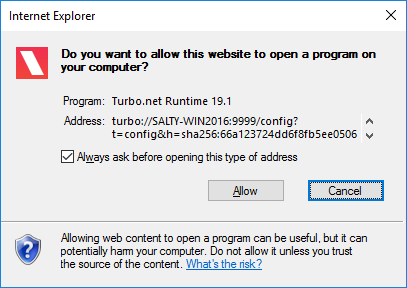 Internet Explorer
Do you want to allow this website to open a program on
your computer?
Program: Turbo.net Runtime 19.1
Address: turbo://SALTY-WIN2016:9999/config?
t=config&h=sha256:66a123724dd6f8fb5ee0506
Always ask before opening this type of address
Allow Cancel
Allowing web content to open a program can be useful, but it can
potentially harm your computer. Do not allow it unless you trust
the source of the content. What's the risk?